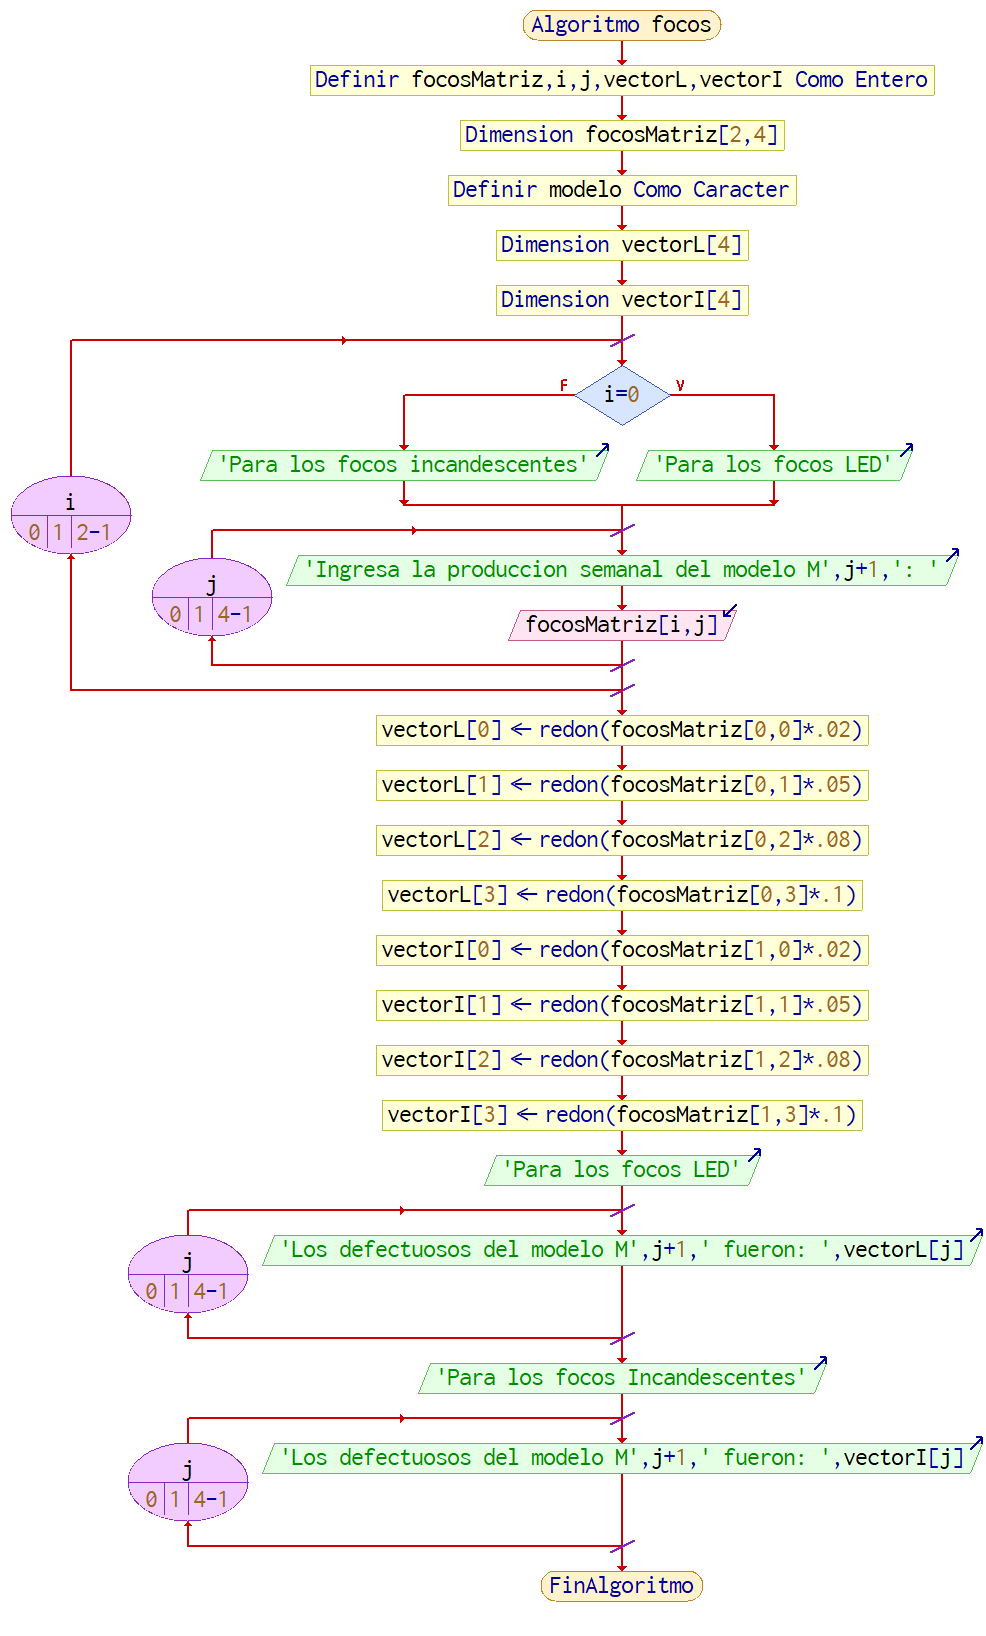 Algoritmo focos
Definir focosMatriz,i,j,vectorL,vectorI Como Entero
Dimension focosMatriz[2,4]
Definir modelo Como Caracter
Dimension vectorL[4]
Dimension vectorI[4]
F
V
i=0
'Para los focos incandescentes'
'Para los focos LED'
i
0 1 2-1
j
0 1 4-1
'Ingresa la produccion semanal del modelo M',j+1,': '
focosMatriz[i,j]
vectorL[0] ← redon(focosMatriz[0,0]*.02)
vectorL[1] ← redon(focosMatriz[0,1]*.05)
vectorL[2] ← redon(focosMatriz[0,2]*.08)
vectorL[3] ← redon(focosMatriz[0,3]*.1)
vectorI[0] ← redon(focosMatriz[1,0]*.02)
vectorI[1] ← redon(focosMatriz[1,1]*.05)
vectorI[2] ← redon(focosMatriz[1,2]*.08)
vectorI[3] ← redon(focosMatriz[1,3]*.1)
'Para los focos LED'
j
0 1 4-1
'Los defectuosos del modelo M',j+1,' fueron: ',vectorL[j]
'Para los focos Incandescentes'
j
0 1 4-1
'Los defectuosos del modelo M',j+1,' fueron: ',vectorI[j]
FinAlgoritmo